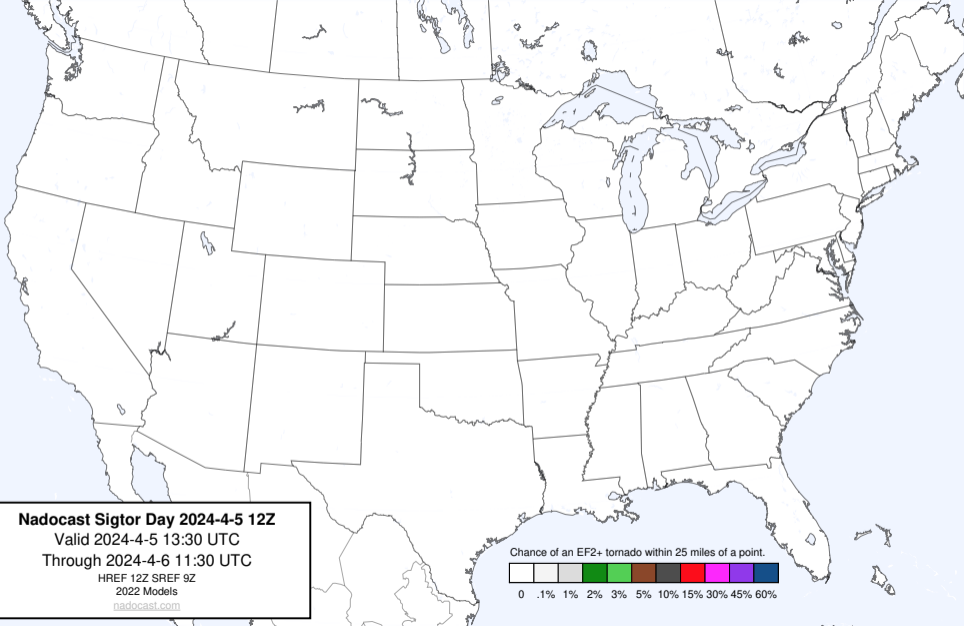 Nadocast Sigtor Day 2024-4-5 12Z
Valid 2024-4-5 13:30 UTC
Through 2024-4-6 11:30 UTC
HREF 12Z SREF 9Z
2022 Models
nadocast.com
Chance of an EF2+ tornado within 25 miles of a point.
0 .1% 1% 2% 3% 5% 10% 15% 30% 45% 60%